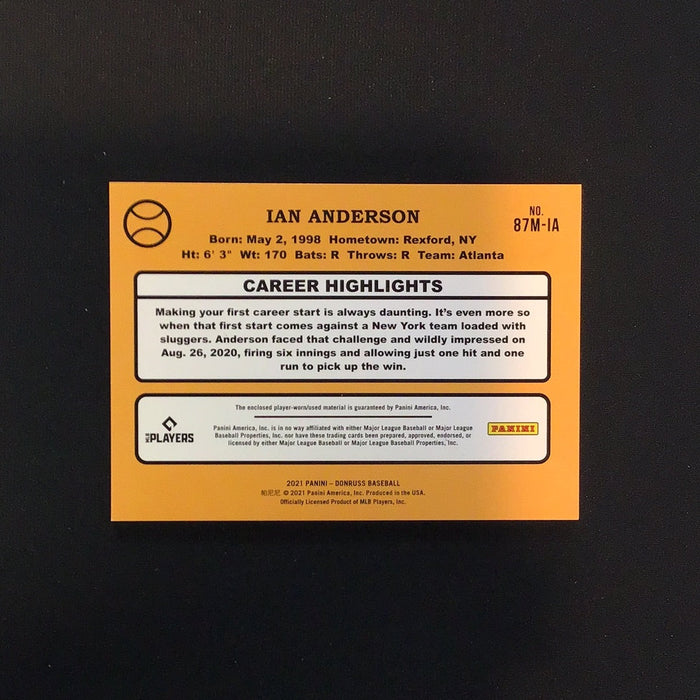 IAN ANDERSON
NO.
87M-IA
Born: May 2, 1998 Hometown: Rexford, NY
Ht: 6' 3" Wt: 170 Bats: R Throws: R Team: Atlanta
CAREER HIGHLIGHTS
Making your first career start is always daunting. It's even more so
when that first start comes against a New York team loaded with
sluggers. Anderson faced that challenge and wildly impressed on
Aug. 26, 2020, firing six innings and allowing just one hit and one
run to pick up the win.
The enclosed player-worn/used material is guaranteed by Panini America, Inc.
MLB PLAYERS
Panini America, Inc. is in no way affiliated with either Major League Baseball or Major League
Baseball Properties, Inc. nor have these trading cards been prepared, approved, endorsed, or
licensed by either Major League Baseball or Major League Baseball Properties, Inc.
PANINI
2021 PANINI – DONRUSS BASEBALL
帕尼尼 © 2021 Panini America, Inc. Produced in the USA.
Officially Licensed Product of MLB Players, Inc.